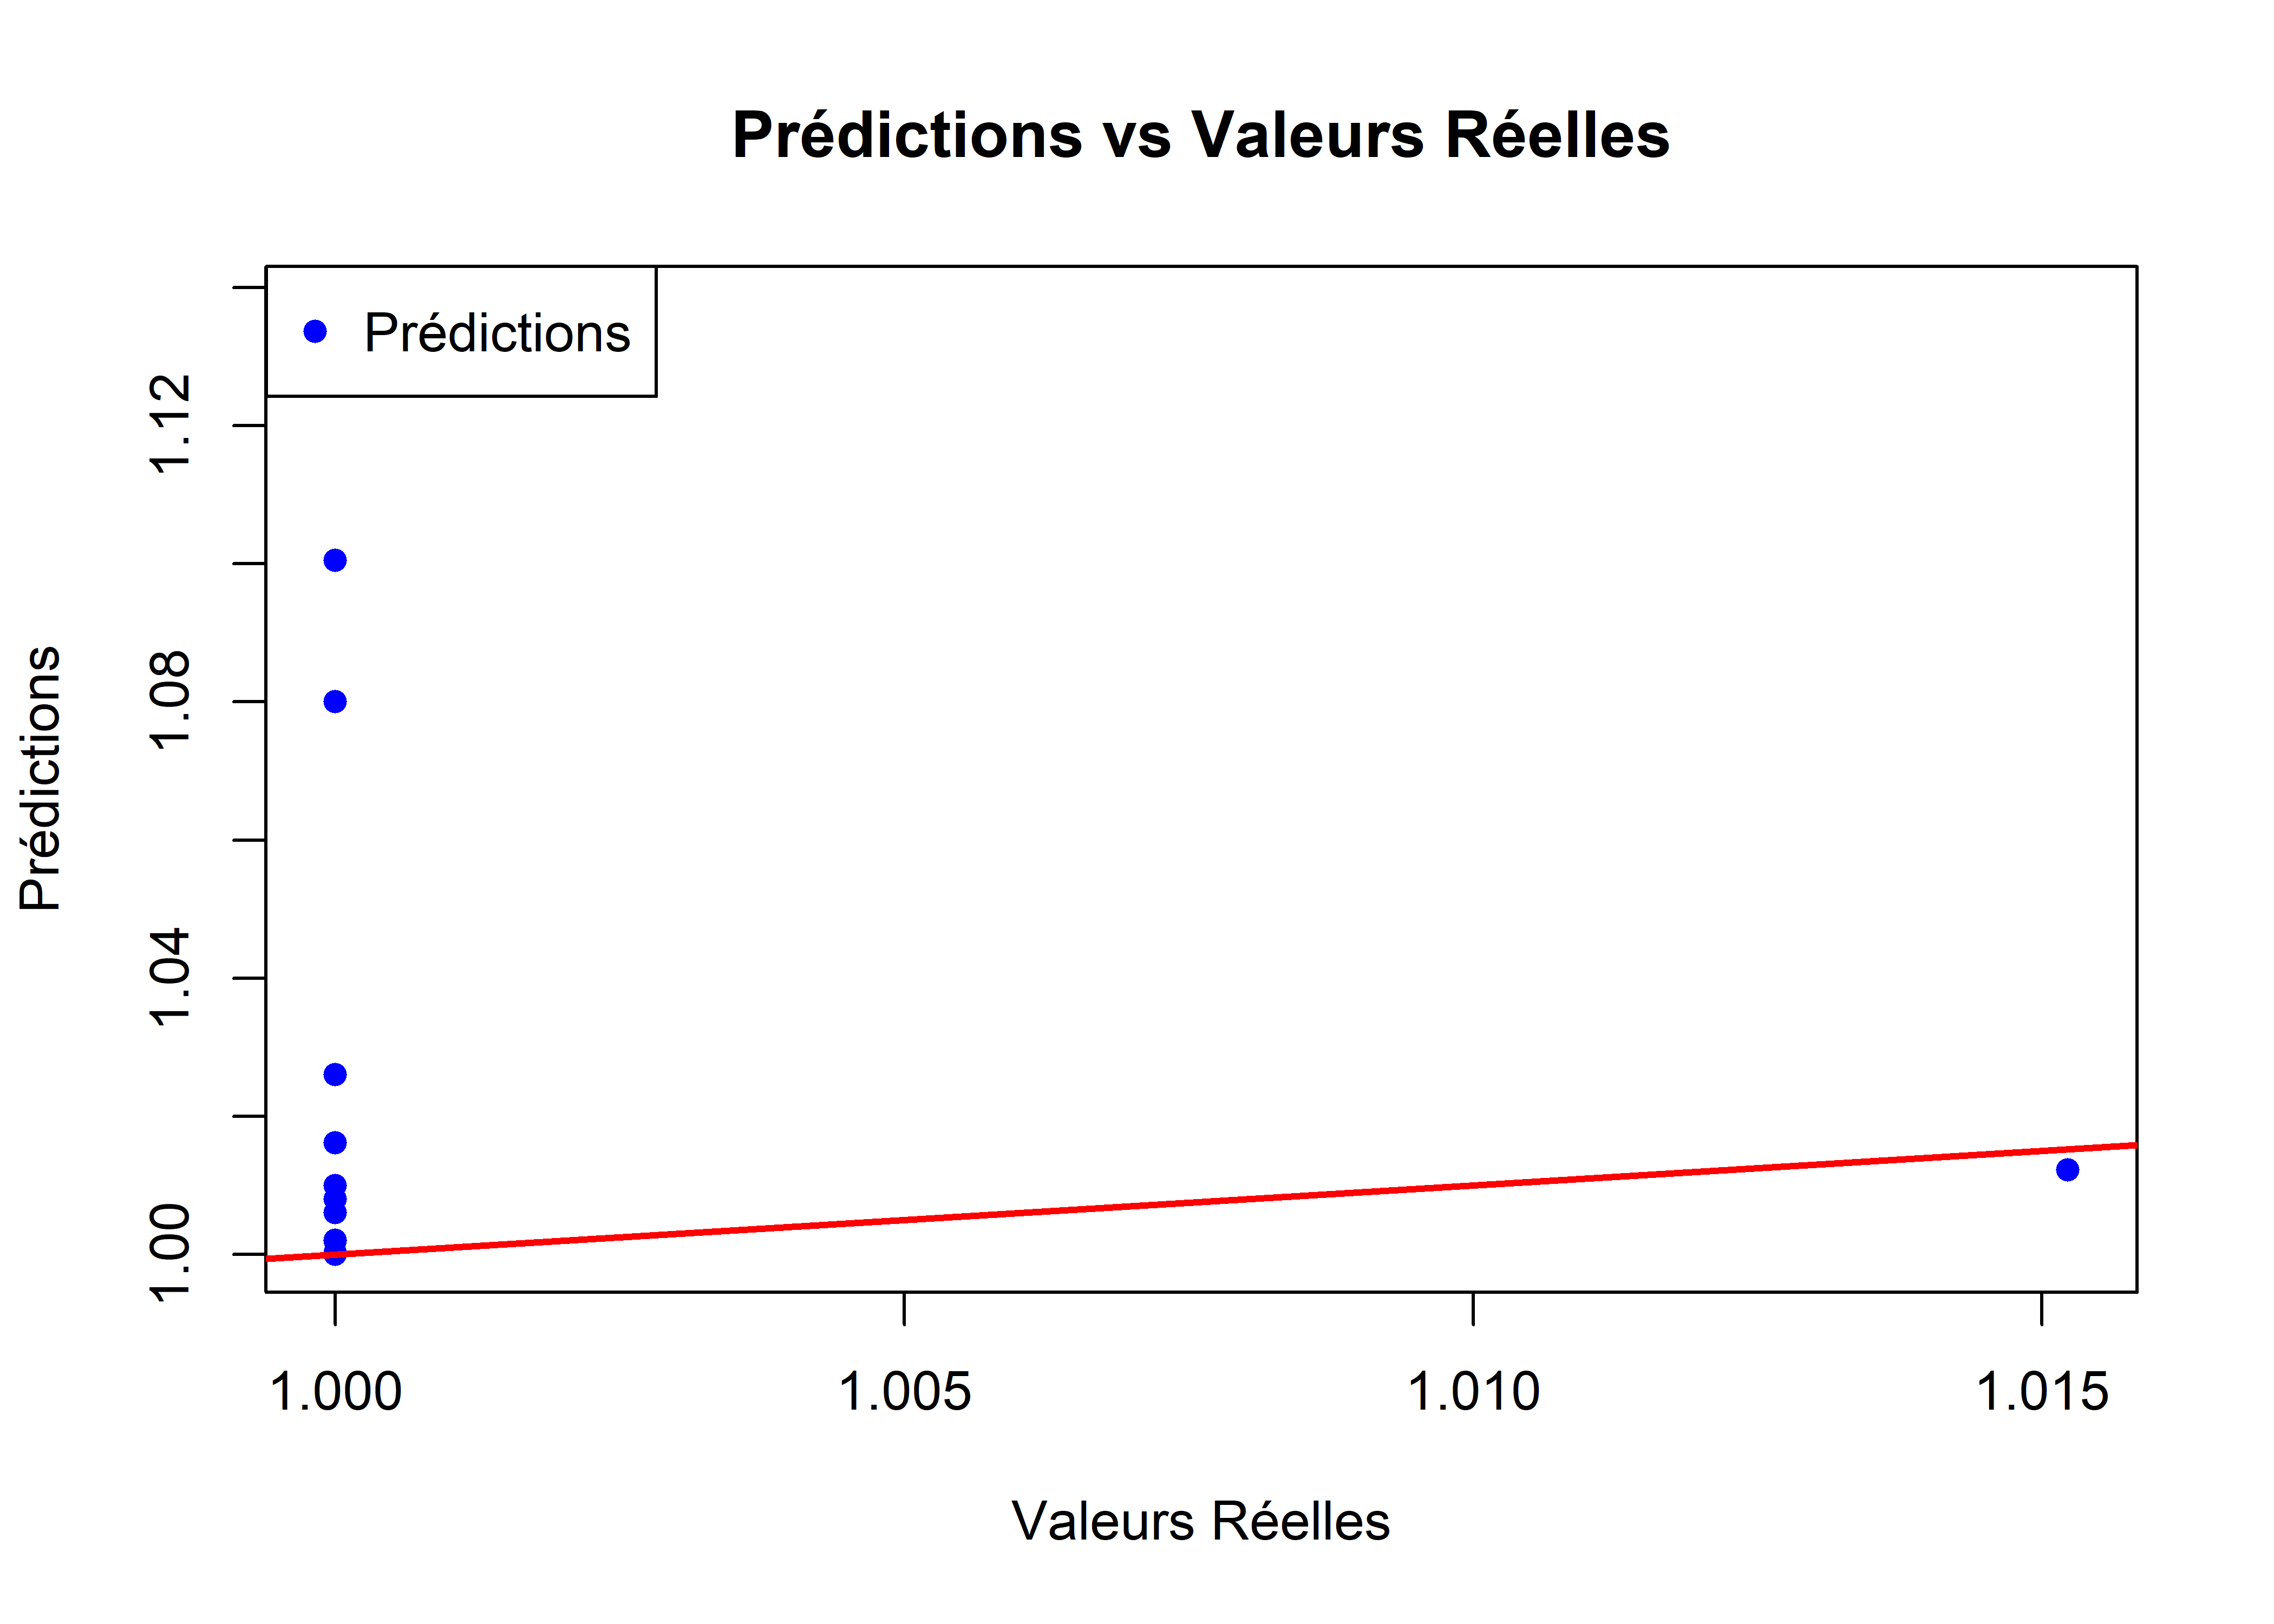 Prédictions vs Valeurs Réelles
Prédictions
1.12
1.08
1.04
1.00
Prédictions
1.000 1.005 1.010 1.015
Valeurs Réelles